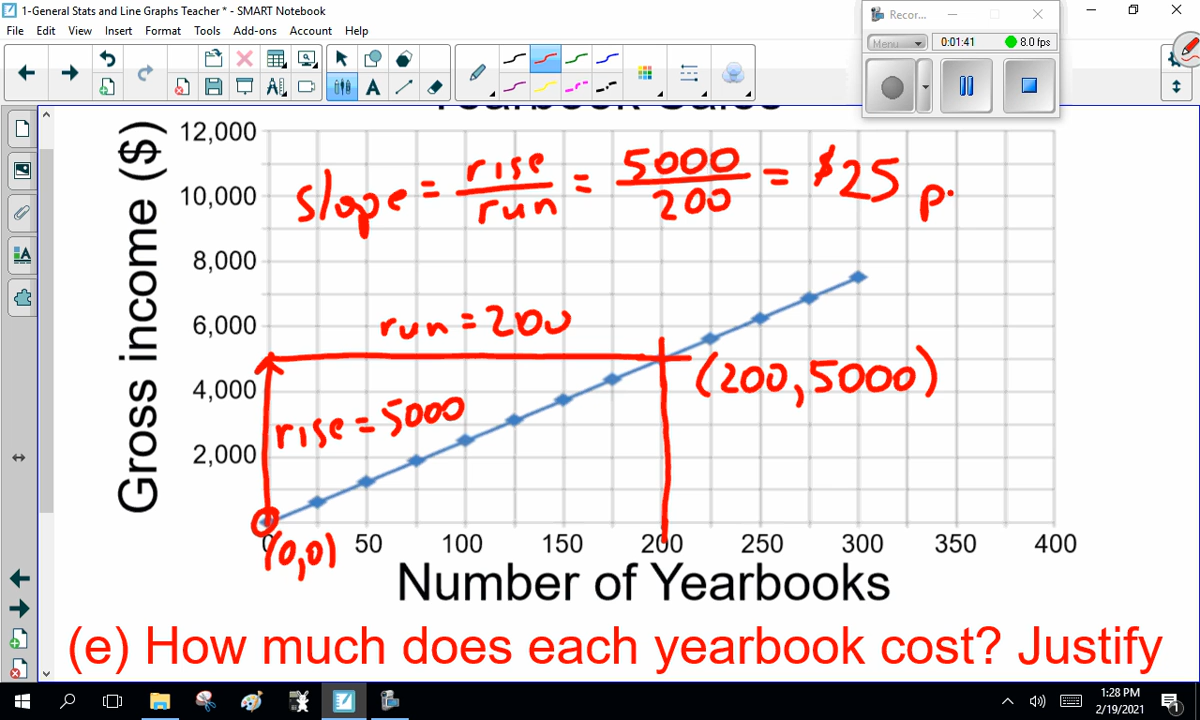 1-General Stats and Line Graphs Teacher * - SMART Notebook
Recor...
File Edit View Insert Format Tools Add-ons Account Help
Menu 0:01:41 8.0 fps
Yearbook Sales
Gross income ($)
12,000
10,000
8,000
6,000
4,000
2,000
slope = rise/run = 5000/200 = $25 p.
run = 200
(200, 5000)
rise = 5000
(0,0)
0 50 100 150 200 250 300 350 400
Number of Yearbooks
(e) How much does each yearbook cost? Justify
1:28 PM
2/19/2021
1